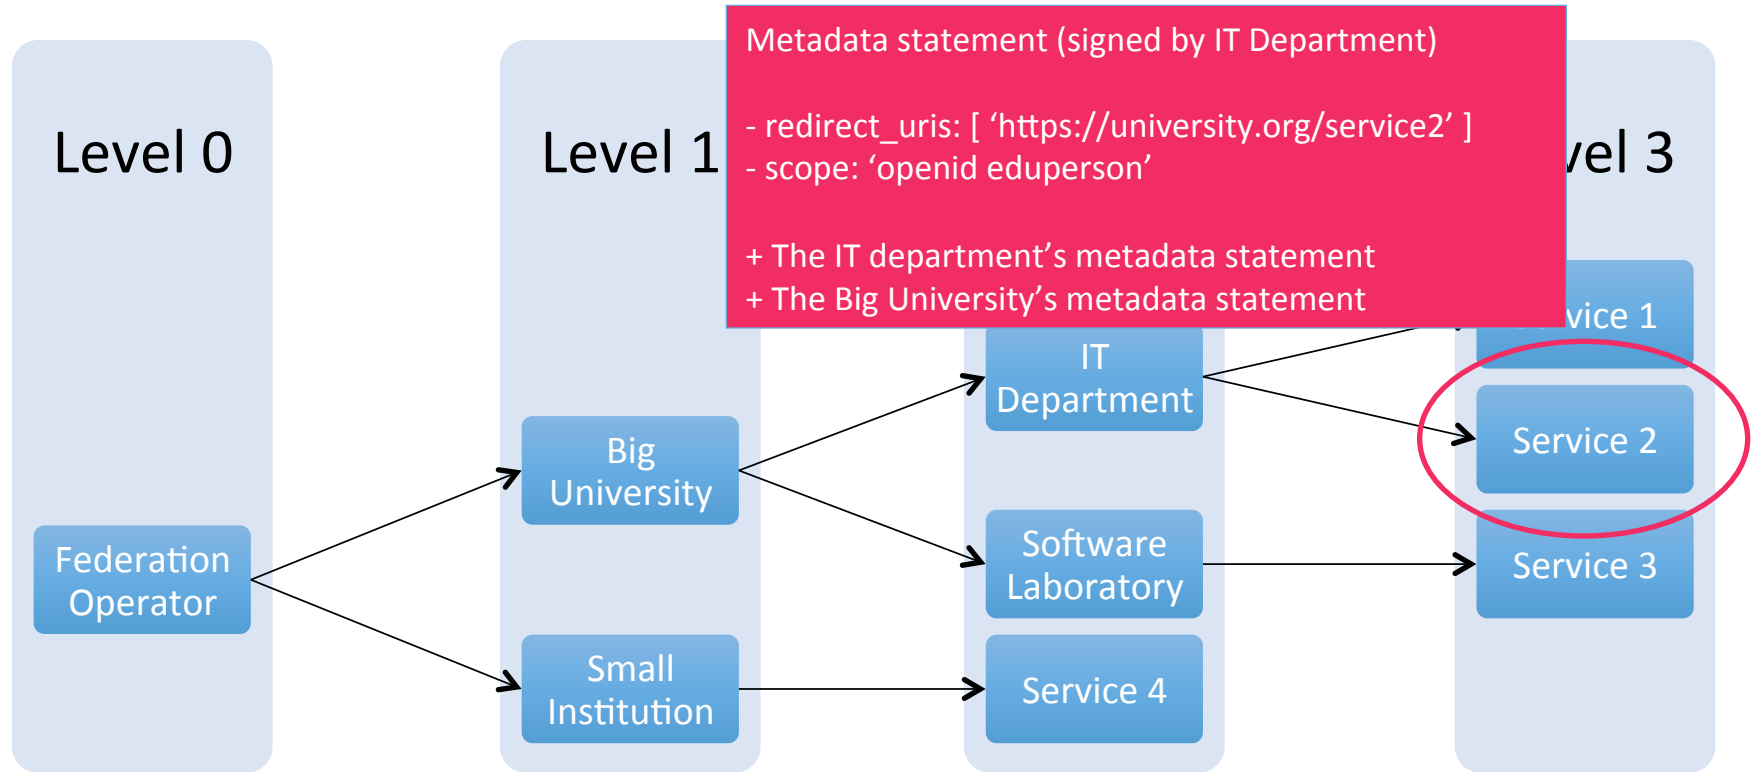 Metadata statement (signed by IT Department)
- redirect_uris: [ ‘https://university.org/service2’ ]
- scope: ‘openid eduperson’
+ The IT department’s metadata statement
+ The Big University’s metadata statement
Level 0
Level 1
vel 3
Federation
Operator
Big
University
Small
Institution
IT
Department
Software
Laboratory
Service 4
vice 1
Service 2
Service 3